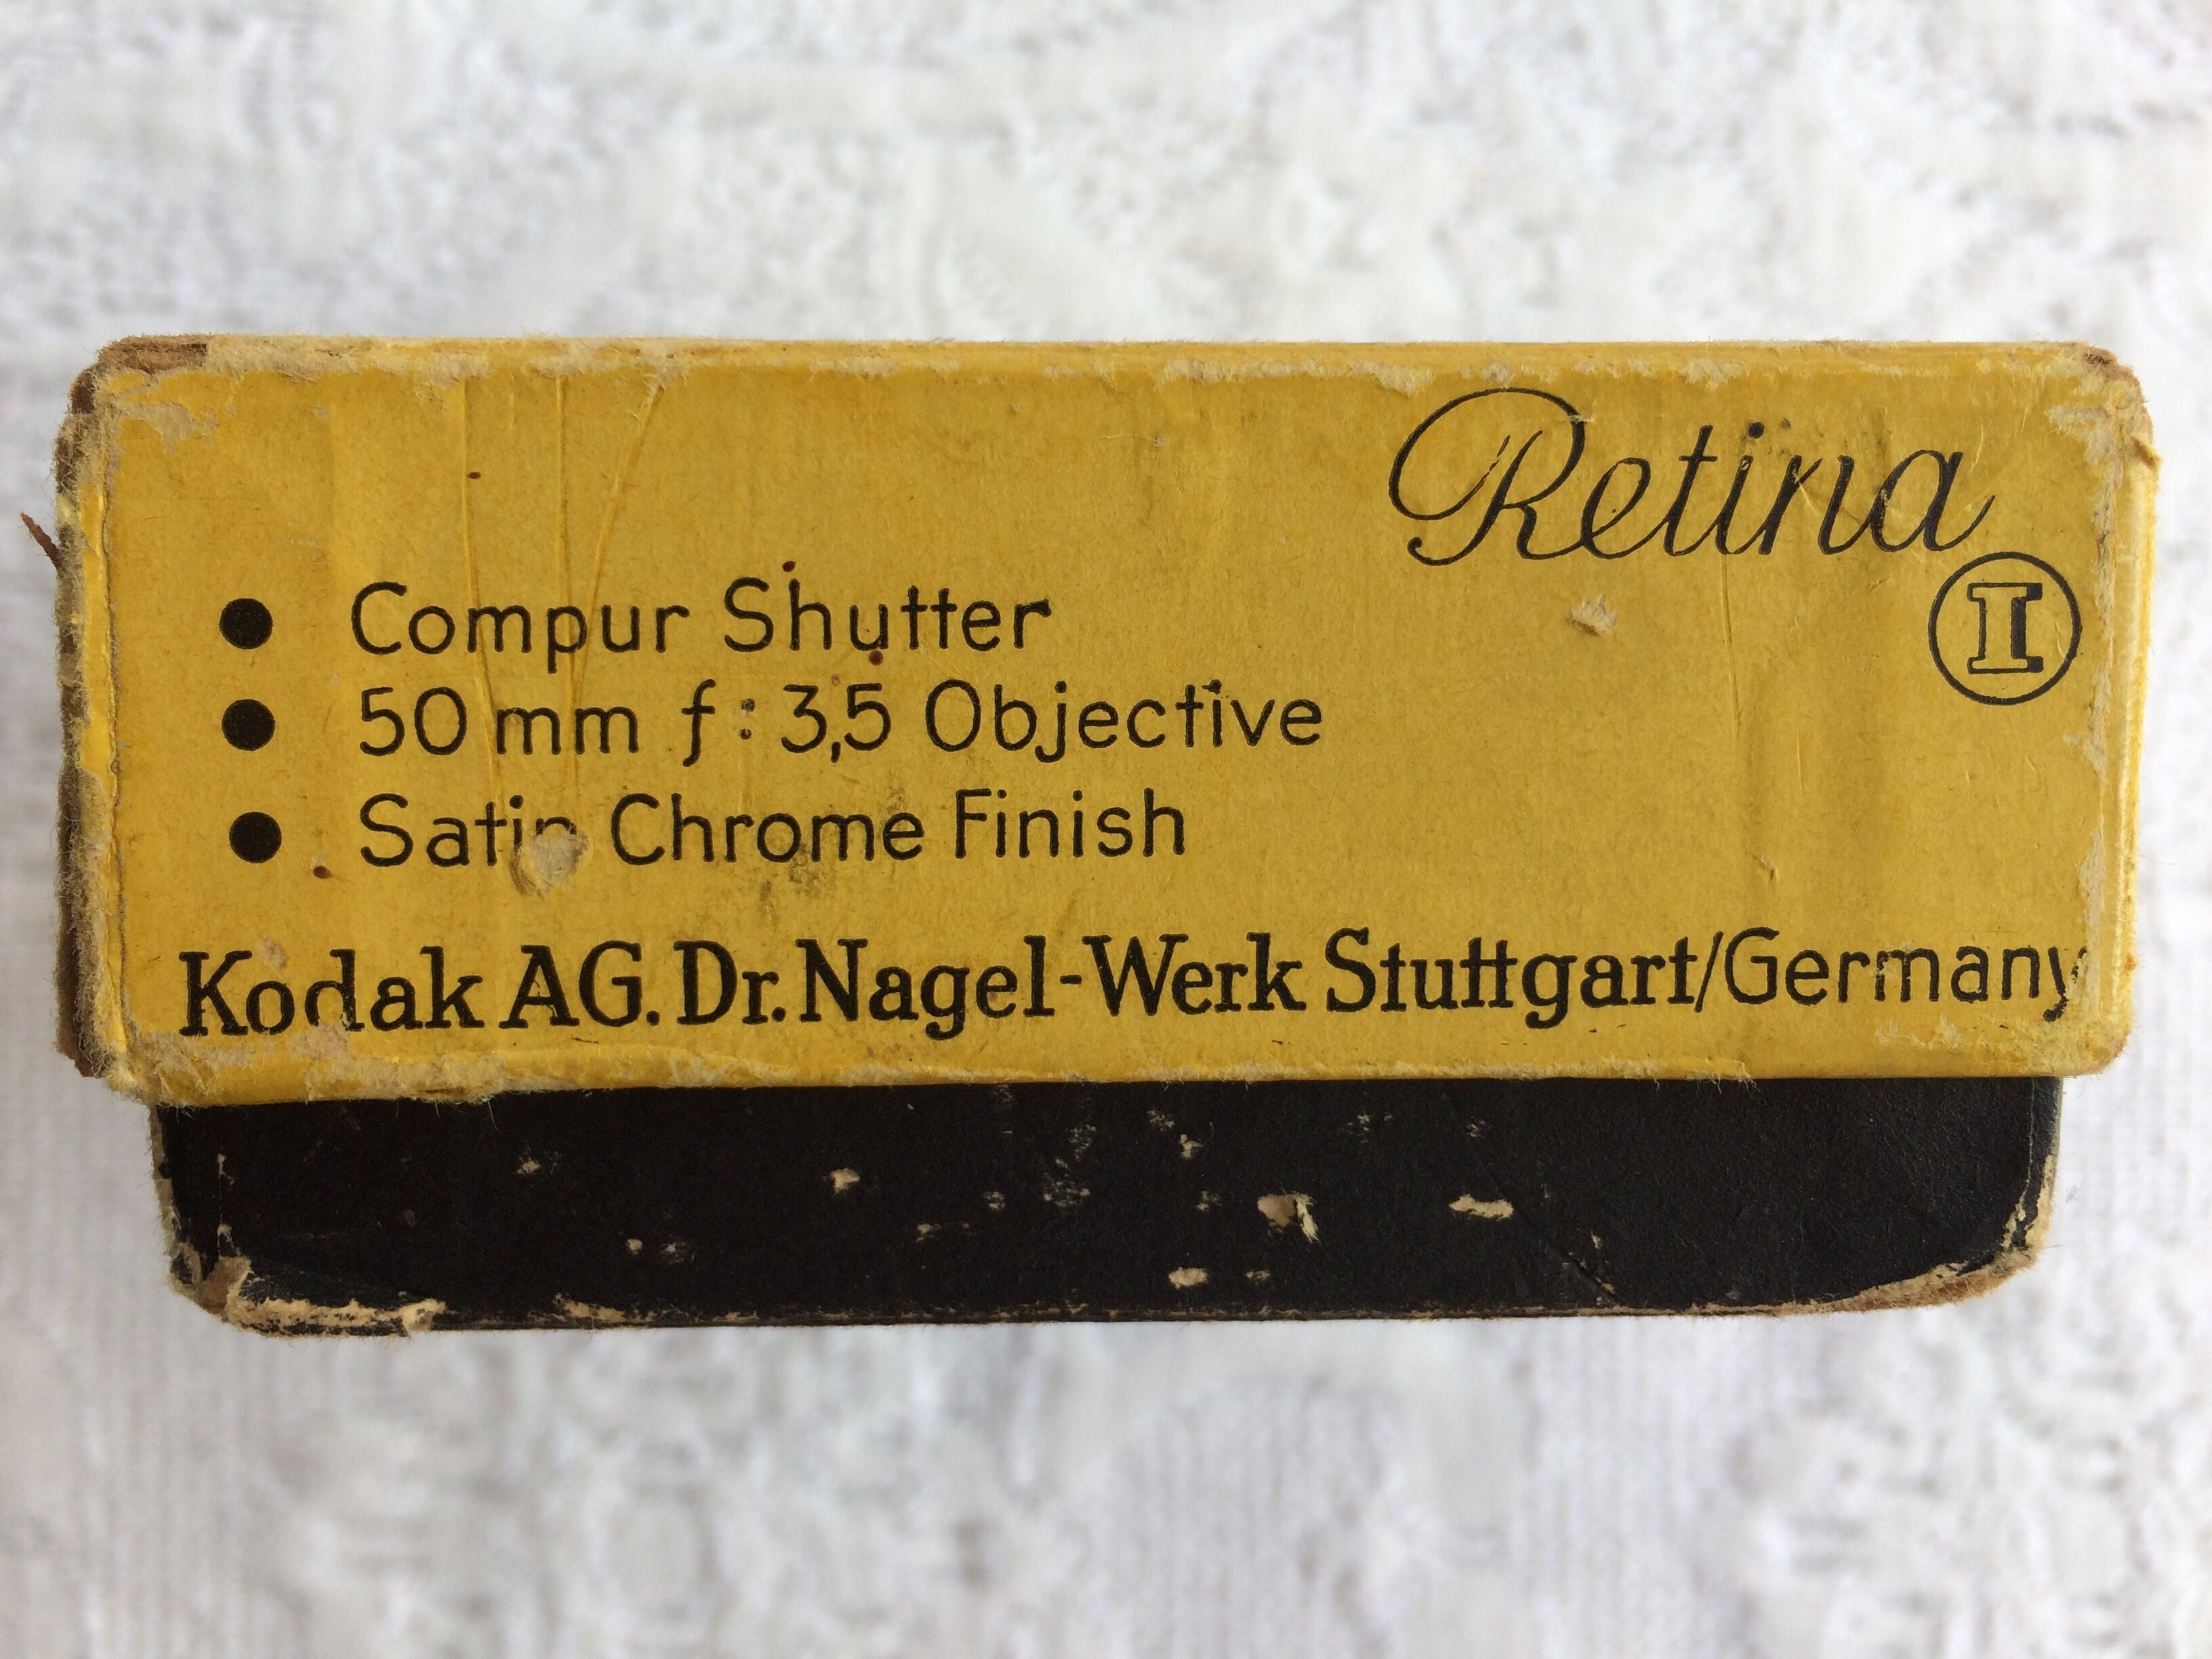 Retina
I
● Compur Shutter
● 50 mm f: 3,5 Objective
● Satin Chrome Finish
Kodak AG. Dr. Nagel-Werk Stuttgart/Germany